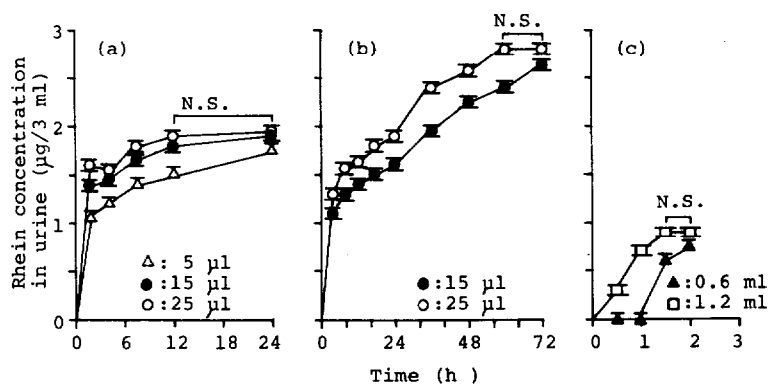 Rhein concentration
in urine (µg/3 ml)
3
2
1
0
(a)
N.S.
△: 5 µl
●:15 µl
○:25 µl
0 6 12 18 24
(b)
N.S.
●:15 µl
○:25 µl
0 24 48 72
(c)
N.S.
▲:0.6 ml
□:1.2 ml
0 1 2 3
Time (h )